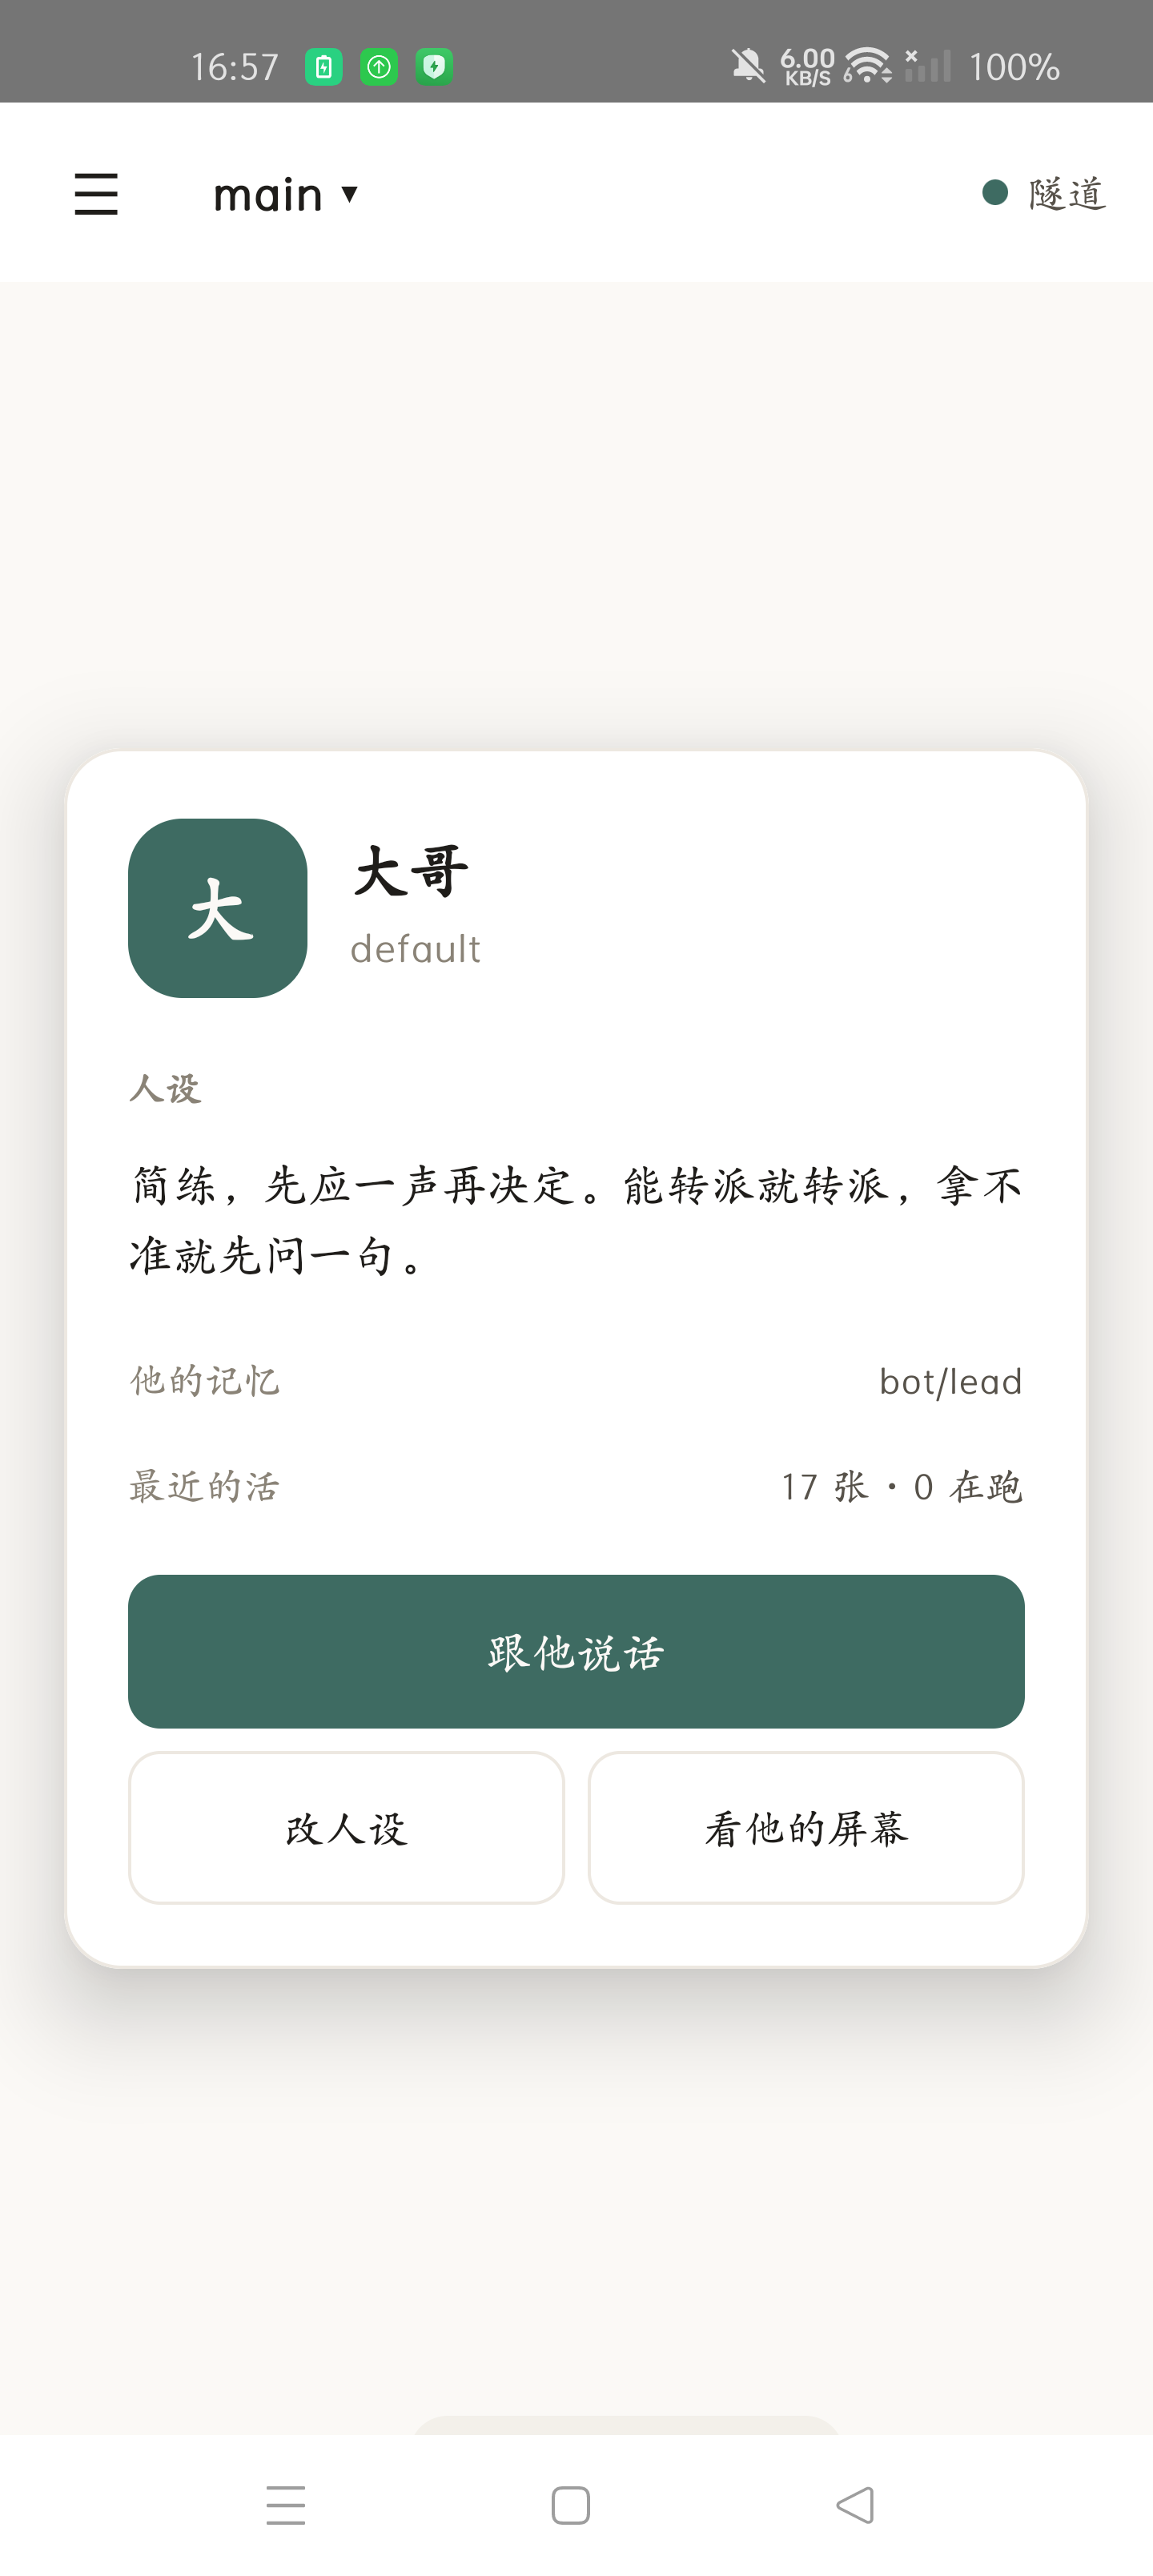 16:57
6.00 KB/S 6 100%
main ▼
隧道
大
大哥
default
人设
简练，先应一声再决定。能转派就转派，拿不
准就先问一句。
他的记忆 bot/lead
最近的活 17 张 · 0 在跑
跟他说话
改人设 看他的屏幕